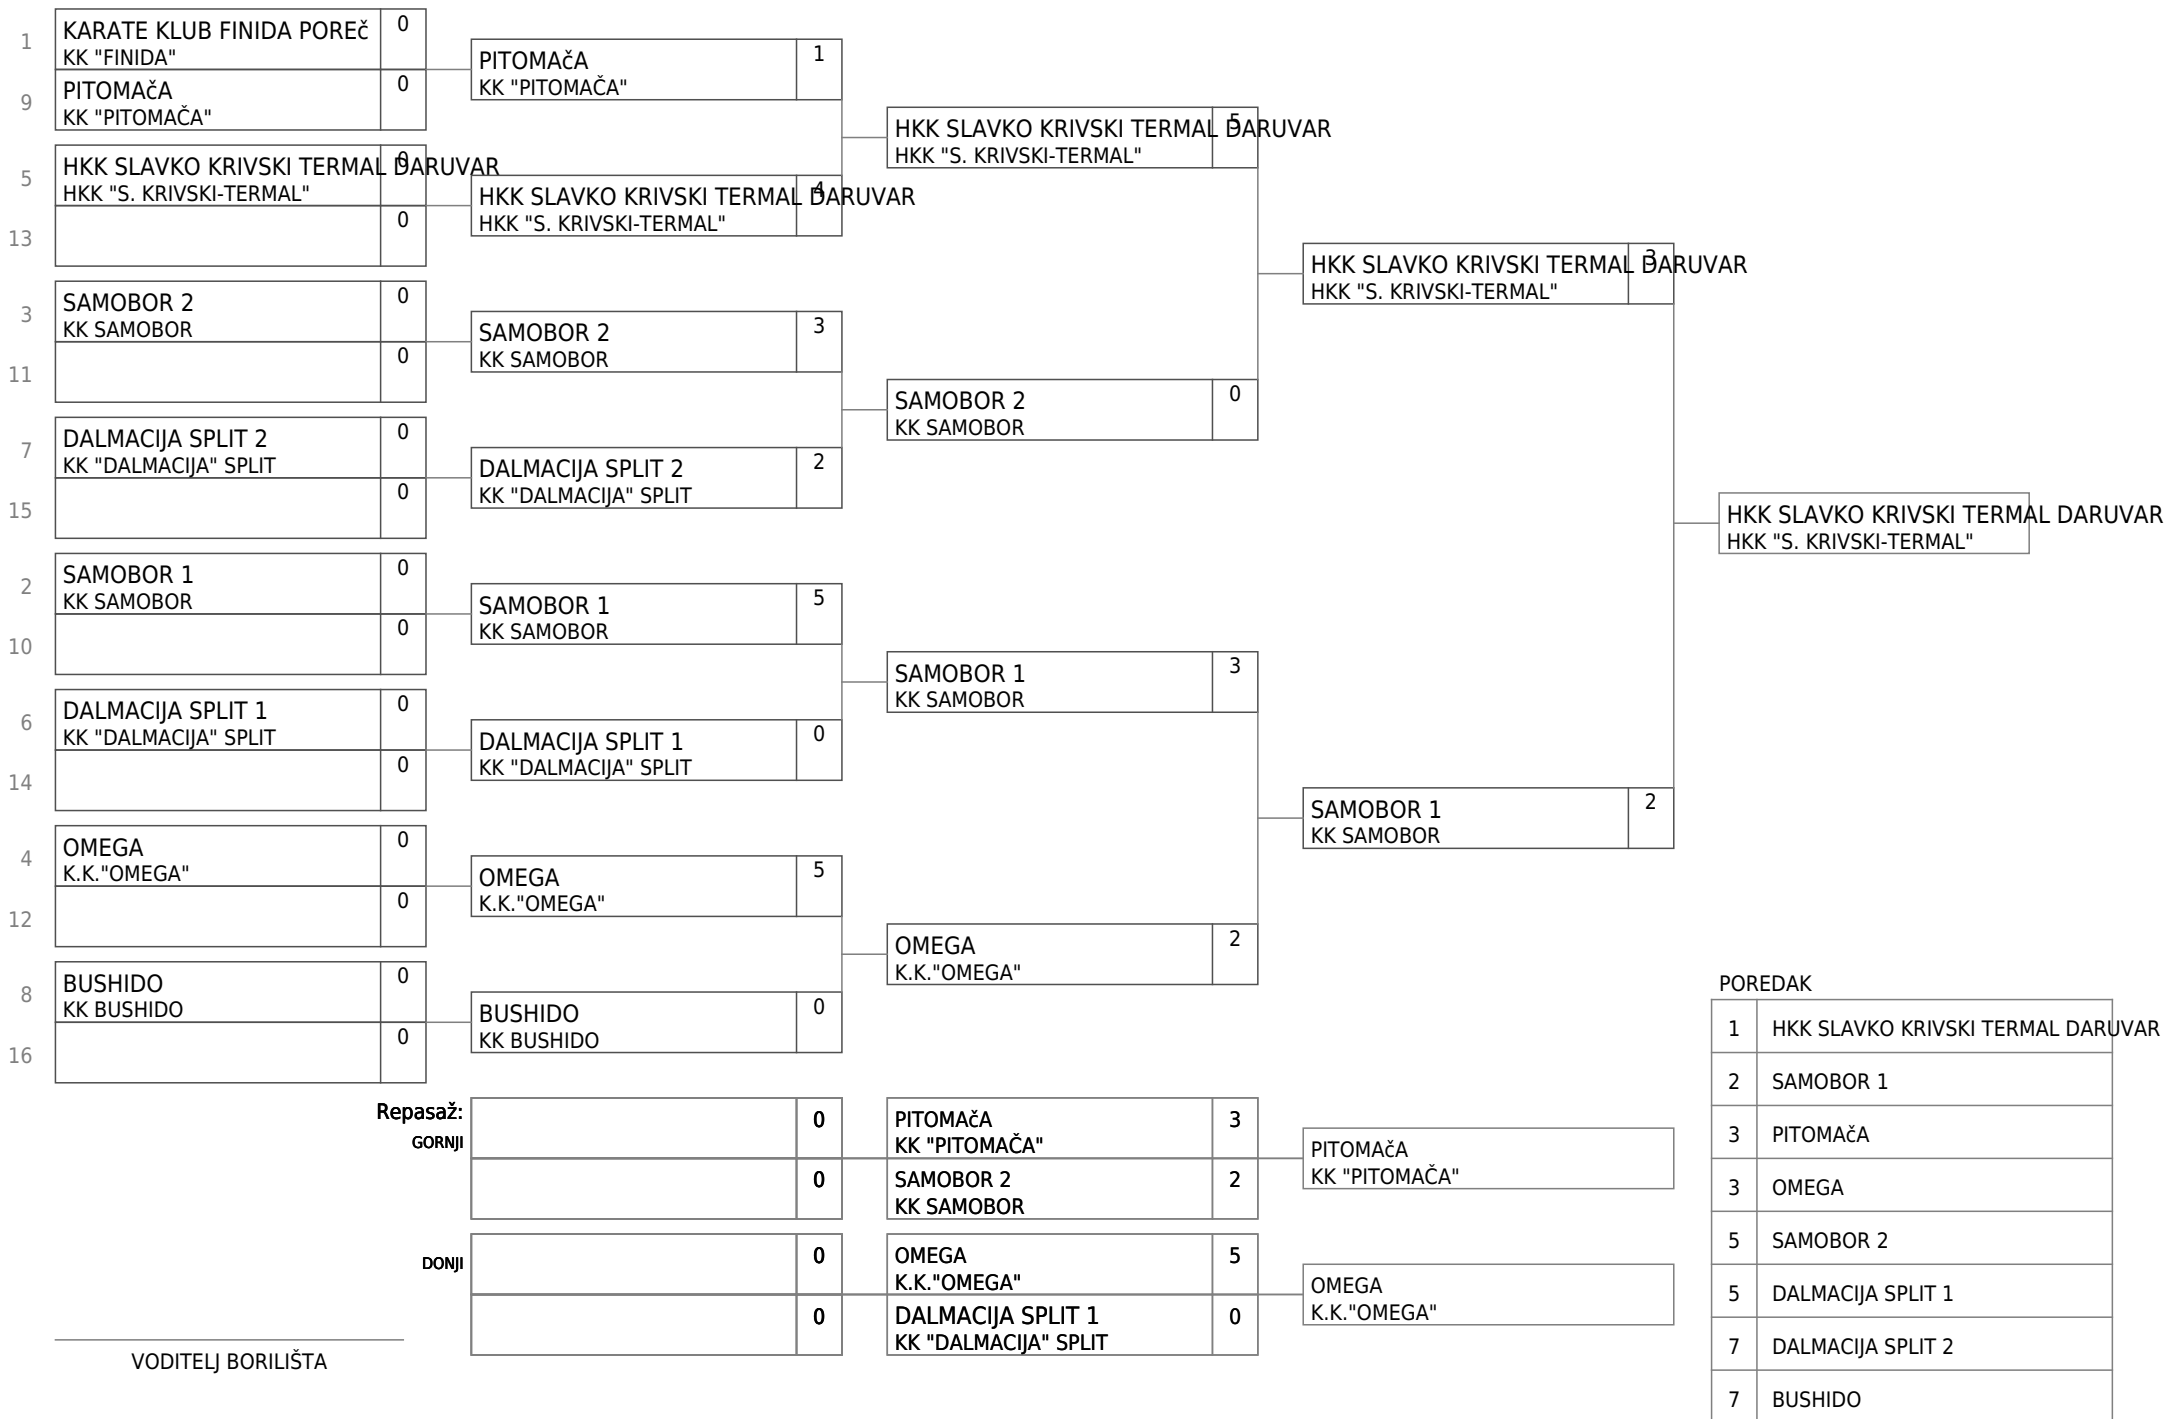 1
KARATE KLUB FINIDA POREč
KK "FINIDA"
0
9
PITOMAčA
KK "PITOMAČA"
0
5
HKK SLAVKO KRIVSKI TERMAL DARUVAR
HKK "S. KRIVSKI-TERMAL"
0
13
0
3
SAMOBOR 2
KK SAMOBOR
0
11
0
7
DALMACIJA SPLIT 2
KK "DALMACIJA" SPLIT
0
15
0
2
SAMOBOR 1
KK SAMOBOR
0
10
0
6
DALMACIJA SPLIT 1
KK "DALMACIJA" SPLIT
0
14
0
4
OMEGA
K.K."OMEGA"
0
12
0
8
BUSHIDO
KK BUSHIDO
0
16
0
PITOMAčA
KK "PITOMAČA"
1
HKK SLAVKO KRIVSKI TERMAL DARUVAR
HKK "S. KRIVSKI-TERMAL"
4
SAMOBOR 2
KK SAMOBOR
3
DALMACIJA SPLIT 2
KK "DALMACIJA" SPLIT
2
SAMOBOR 1
KK SAMOBOR
5
DALMACIJA SPLIT 1
KK "DALMACIJA" SPLIT
0
OMEGA
K.K."OMEGA"
5
BUSHIDO
KK BUSHIDO
0
HKK SLAVKO KRIVSKI TERMAL DARUVAR
HKK "S. KRIVSKI-TERMAL"
5
SAMOBOR 2
KK SAMOBOR
0
SAMOBOR 1
KK SAMOBOR
3
OMEGA
K.K."OMEGA"
2
HKK SLAVKO KRIVSKI TERMAL DARUVAR
HKK "S. KRIVSKI-TERMAL"
3
SAMOBOR 1
KK SAMOBOR
2
HKK SLAVKO KRIVSKI TERMAL DARUVAR
HKK "S. KRIVSKI-TERMAL"
Repasaž:
GORNJI
0
0
PITOMAčA
KK "PITOMAČA"
3
SAMOBOR 2
KK SAMOBOR
2
PITOMAčA
KK "PITOMAČA"
DONJI
0
0
OMEGA
K.K."OMEGA"
5
DALMACIJA SPLIT 1
KK "DALMACIJA" SPLIT
0
OMEGA
K.K."OMEGA"
VODITELJ BORILIŠTA
POREDAK
1 HKK SLAVKO KRIVSKI TERMAL DARUVAR
2 SAMOBOR 1
3 PITOMAčA
3 OMEGA
5 SAMOBOR 2
5 DALMACIJA SPLIT 1
7 DALMACIJA SPLIT 2
7 BUSHIDO